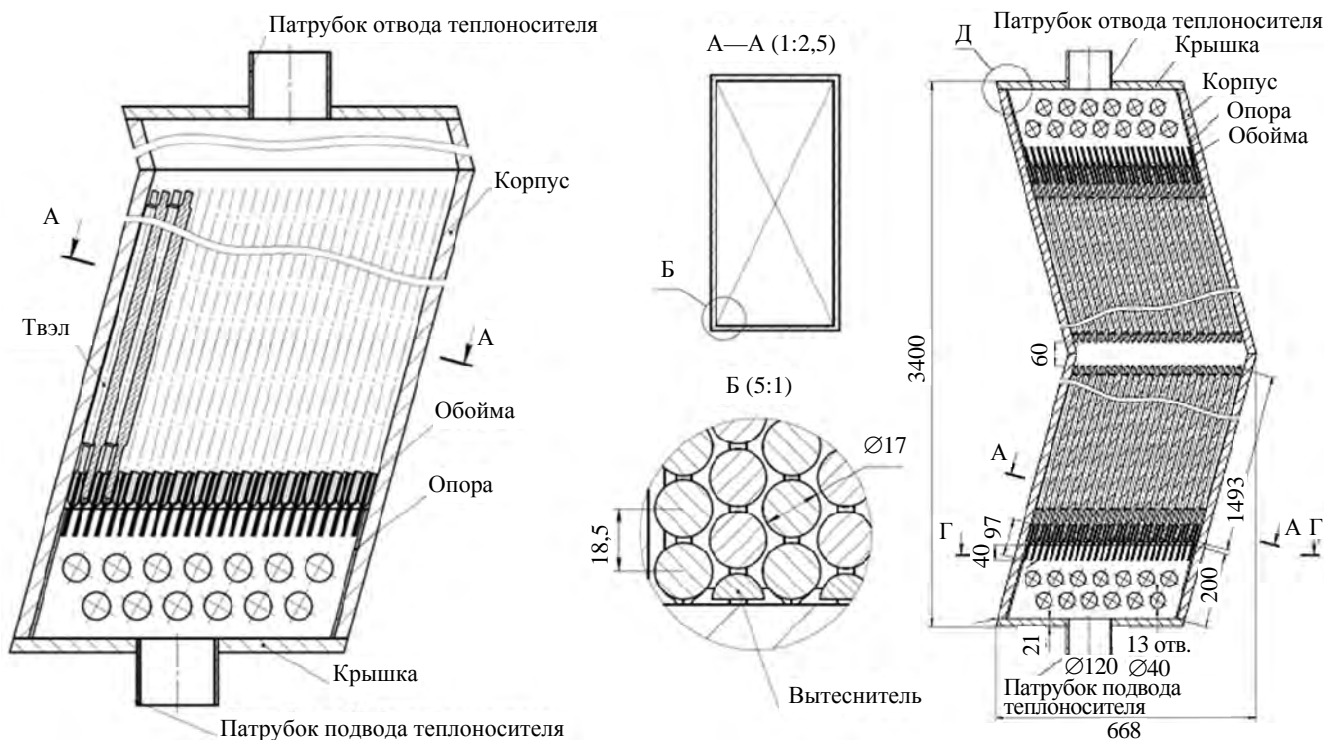 Патрубок отвода теплоносителя
А
Корпус
Твэл
А
Обойма
Опора
Крышка
Патрубок подвода теплоносителя
А—А (1:2,5)
Б
Б (5:1)
∅17
18,5
Вытеснитель
Патрубок отвода теплоносителя
Д
Крышка
Корпус
Опора
Обойма
3400
60
А
1493
Г
97
40
А
Г
200
21
13 отв.
∅120
∅40
Патрубок подвода
теплоносителя
668